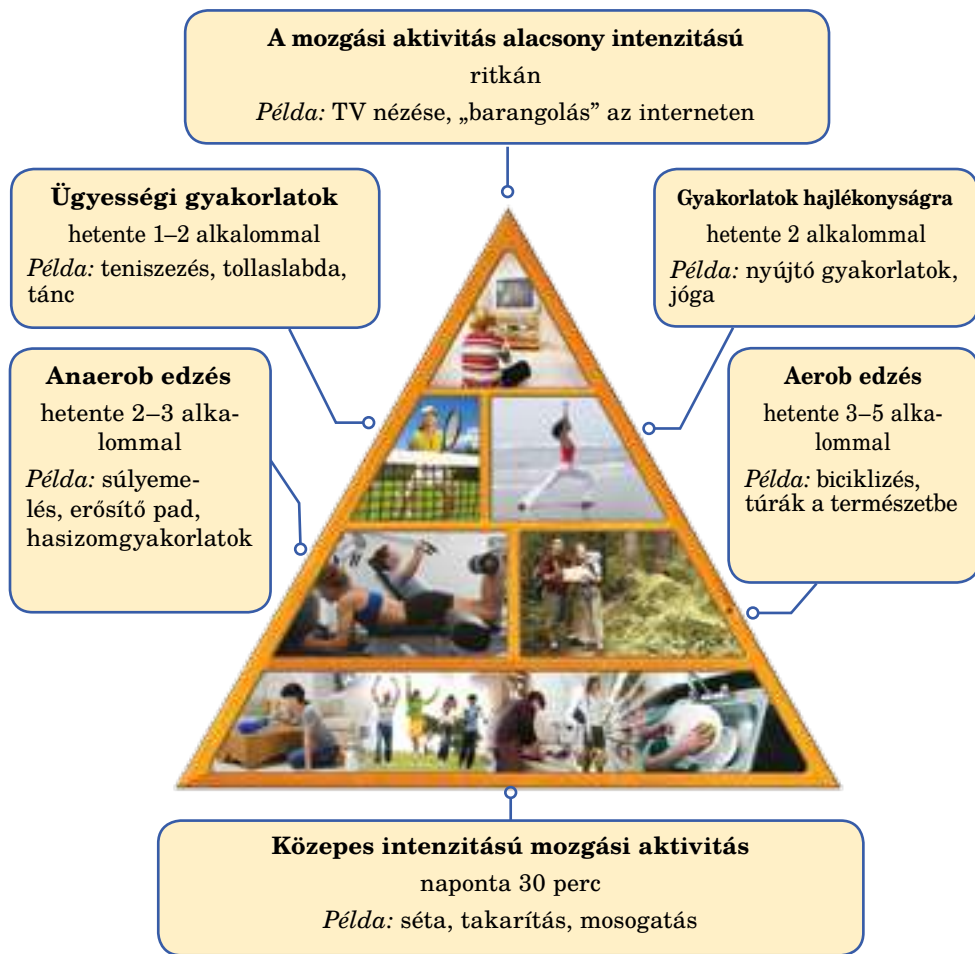 A mozgási aktivitás alacsony intenzitású
ritkán
Példa: TV nézése, „barangolás” az interneten
Ügyességi gyakorlatok
hetente 1–2 alkalommal
Példa: teniszezés, tollaslabda,
tánc
Gyakorlatok hajlékonyságra
hetente 2 alkalommal
Példa: nyújtó gyakorlatok,
jóga
Anaerob edzés
hetente 2–3 alka-
lommal
Példa: súlyeme-
lés, erősítő pad,
hasizomgyakorlatok
Aerob edzés
hetente 3–5 alka-
lommal
Példa: biciklizés,
túrák a természetbe
Közepes intenzitású mozgási aktivitás
naponta 30 perc
Példa: séta, takarítás, mosogatás